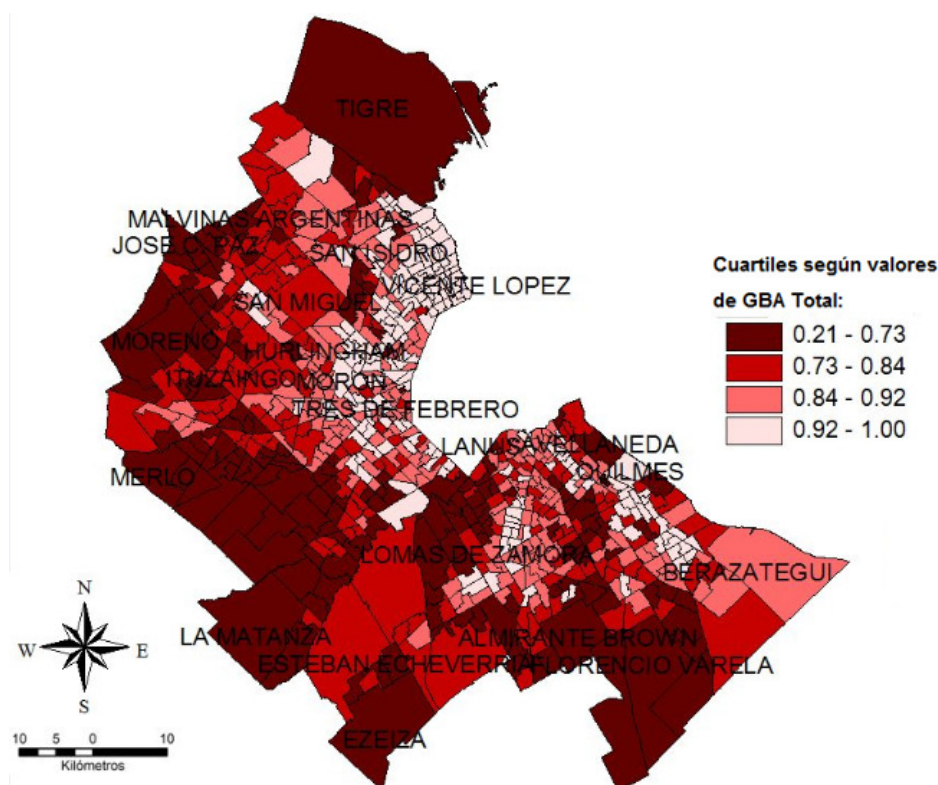 TIGRE
MALVINAS ARGENTINAS
JOSE C. PAZ
SAN ISIDRO
VICENTE LOPEZ
SAN MIGUEL
MORENO
HURLINGHAM
ITUZAINGO
MORON
TRES DE FEBRERO
LANUS
AVELLANEDA
QUILMES
MERLO
LOMAS DE ZAMORA
BERAZATEGUI
LA MATANZA
ALMIRANTE BROWN
ESTEBAN ECHEVERRIA
FLORENCIO VARELA
EZEIZA
Cuartiles según valores
de GBA Total:
0.21 - 0.73
0.73 - 0.84
0.84 - 0.92
0.92 - 1.00
N
W
E
S
10 5 0 10
Kilómetros